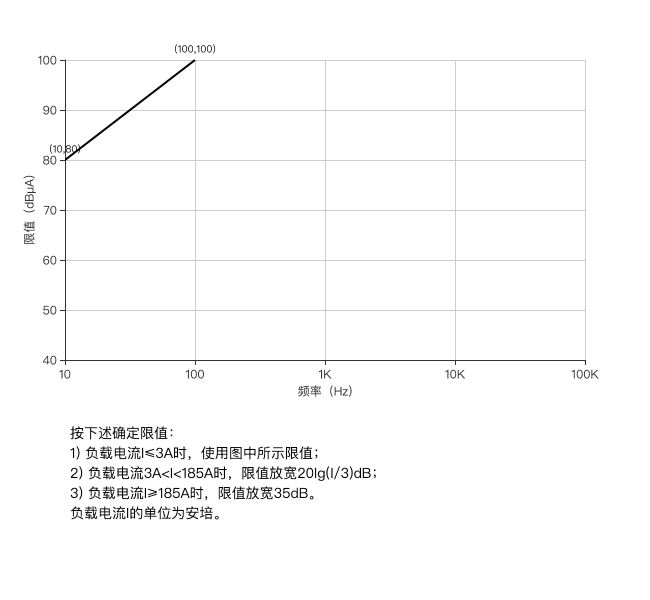 (100,100)
100
90
(10,80)
80
70
60
50
40
限值（dBμA）
10 100 1K 10K 100K
频率（Hz）
按下述确定限值：
1) 负载电流I≤3A时，使用图中所示限值；
2) 负载电流3A<I<185A时，限值放宽20lg(I/3)dB；
3) 负载电流I≥185A时，限值放宽35dB。
负载电流I的单位为安培。